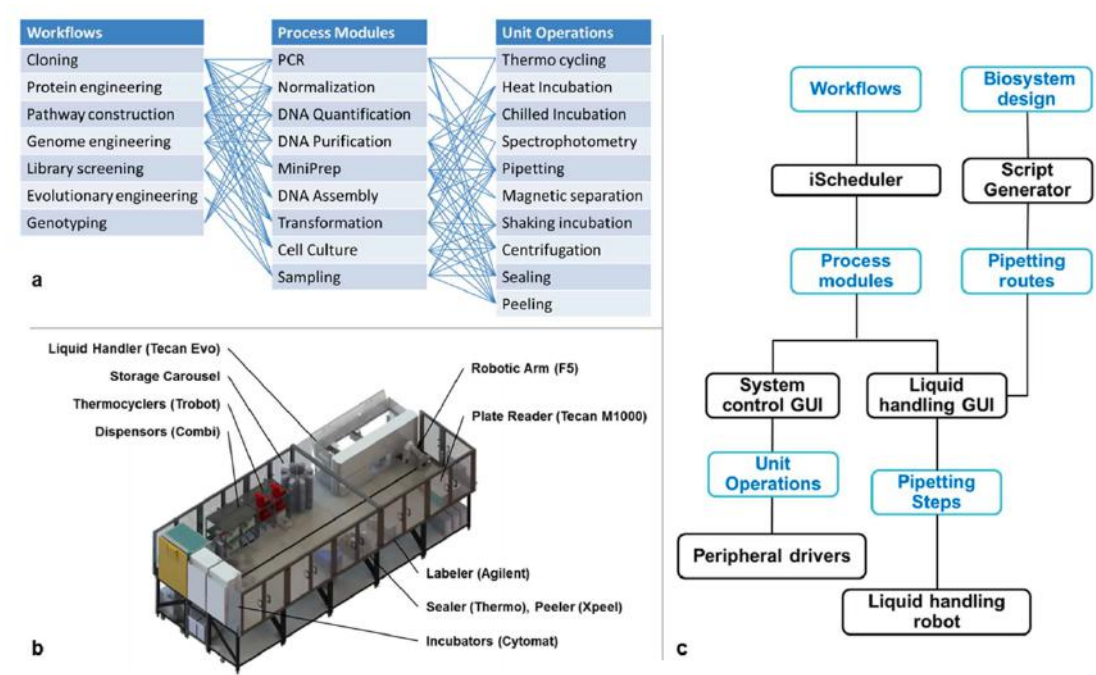 Workflows
Cloning
Protein engineering
Pathway construction
Genome engineering
Library screening
Evolutionary engineering
Genotyping
Process Modules
PCR
Normalization
DNA Quantification
DNA Purification
MiniPrep
DNA Assembly
Transformation
Cell Culture
Sampling
Unit Operations
Thermo cycling
Heat Incubation
Chilled Incubation
Spectrophotometry
Pipetting
Magnetic separation
Shaking incubation
Centrifugation
Sealing
Peeling
a
Liquid Handler (Tecan Evo)
Storage Carousel
Thermocyclers (Trobot)
Dispensors (Combi)
Robotic Arm (F5)
Plate Reader (Tecan M1000)
Labeler (Agilent)
Sealer (Thermo), Peeler (Xpeel)
Incubators (Cytomat)
b
Workflows
Biosystem
design
iScheduler
Script
Generator
Process
modules
Pipetting
routes
System
control GUI
Liquid
handling GUI
Unit
Operations
Pipetting
Steps
Peripheral drivers
Liquid handling
robot
c